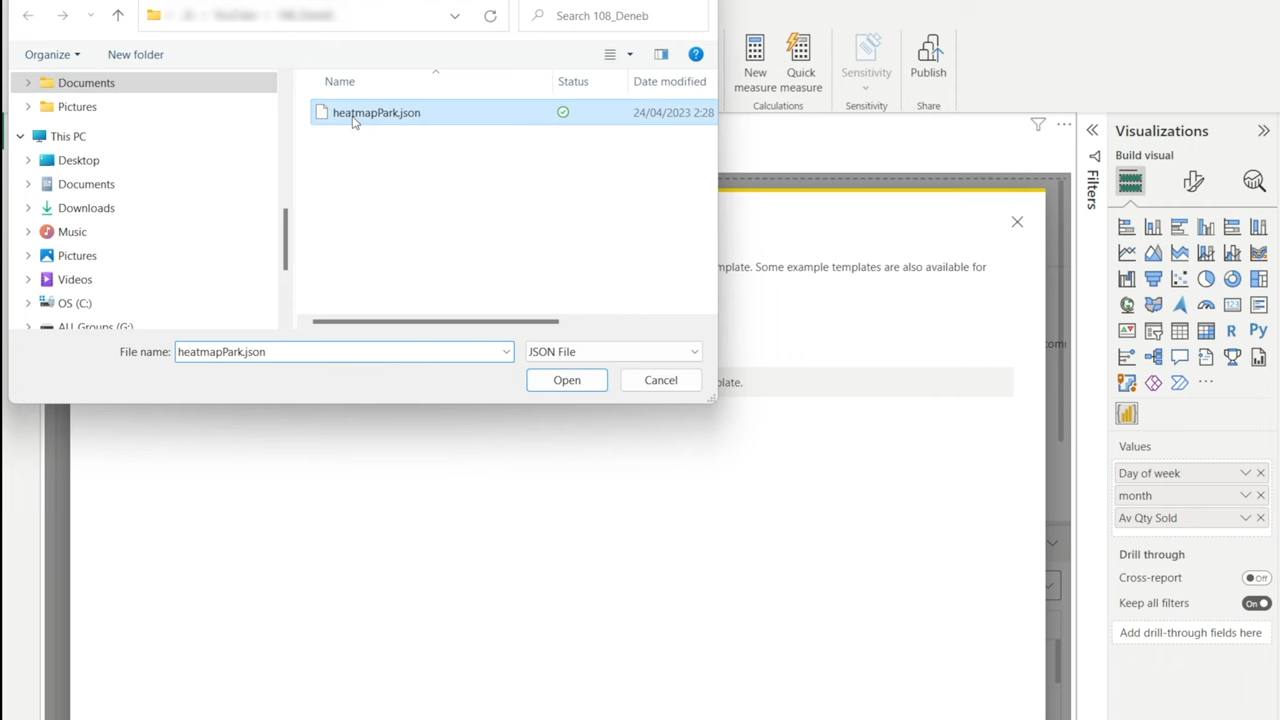 Search 108_Deneb
Organize
New folder
Name
Status
Date modified
Documents
heatmapPark.json
24/04/2023 2:28
Pictures
This PC
Desktop
Documents
Downloads
Music
Pictures
Videos
OS (C:)
ALL Groups (G:)
File name:
heatmapPark.json
JSON File
Open
Cancel
New
measure
Quick
measure
Calculations
Sensitivity
Sensitivity
Publish
Share
mplate. Some example templates are also available for
plate.
Filters
Visualizations
Build visual
R
Py
123
Values
Day of week
month
Av Qty Sold
Drill through
Cross-report
Off
Keep all filters
On
Add drill-through fields here